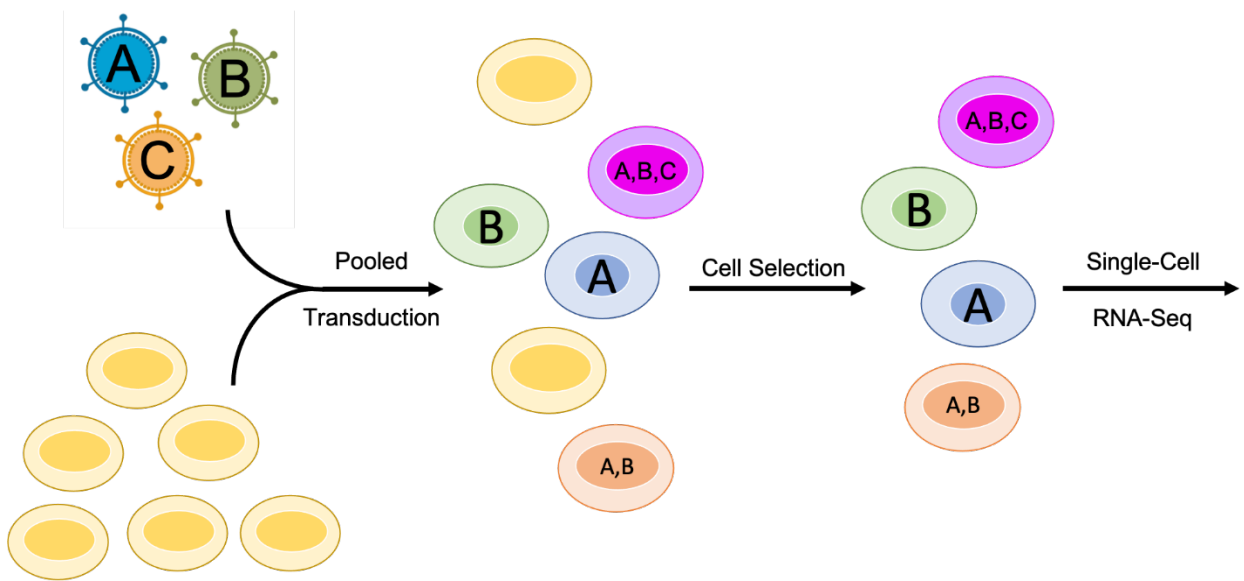 A
B
C
Pooled
Transduction
A,B,C
B
A
A,B
Cell Selection
A,B,C
B
A
A,B
Single-Cell
RNA-Seq